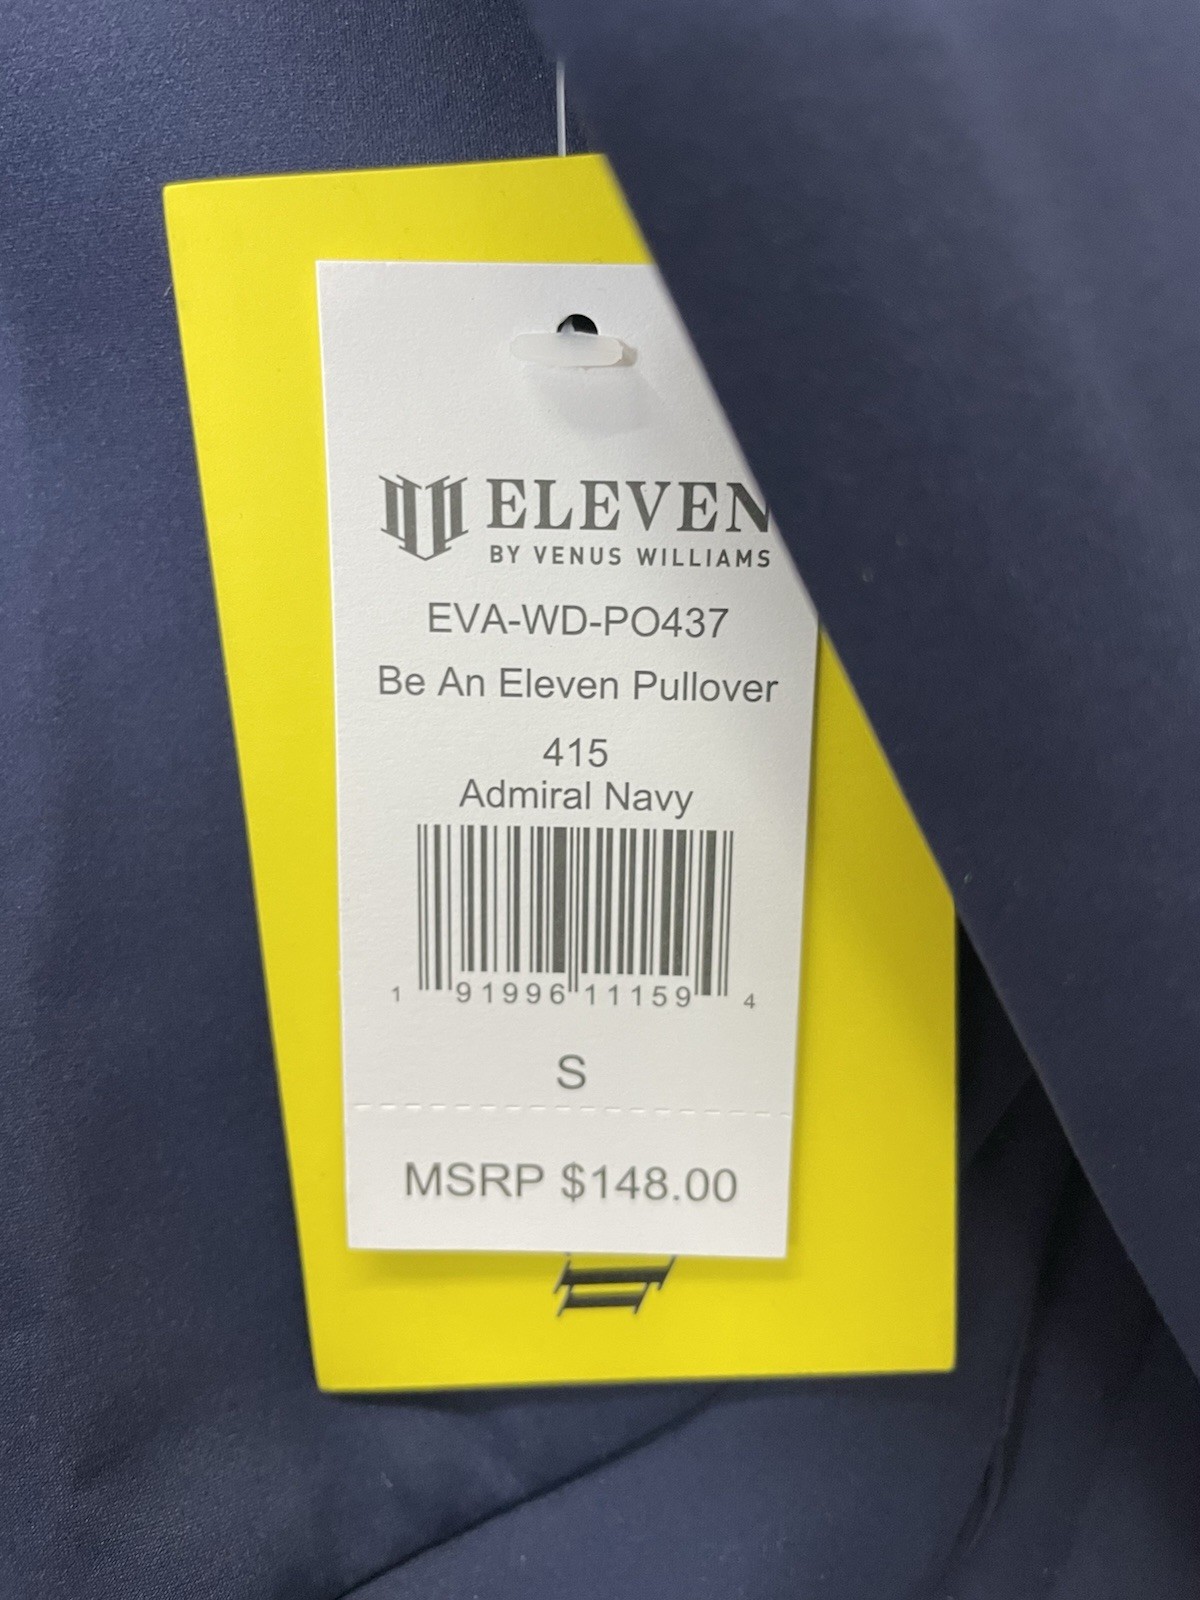 ELEVEN
BY VENUS WILLIAMS
EVA-WD-PO437
Be An Eleven Pullover
415
Admiral Navy
1 91996 11159 4
S
MSRP $148.00